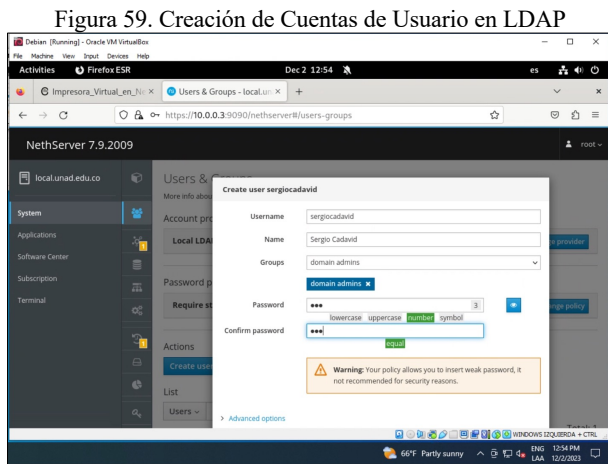 Figura 59. Creación de Cuentas de Usuario en LDAP
Debian [Running] - Oracle VM VirtualBox
File Machine View Input Devices Help
Activities Firefox ESR Dec 2 12:54 es
Impresora_Virtual_en_Ne Users & Groups - local.un
https://10.0.0.3:9090/nethserver#/users-groups
NethServer 7.9.2009 root
local.unad.edu.co
System
Applications
Software Center
Subscription
Terminal
1
1
Users &
More info abou
Account pro
Local LDA
e provider
Password p
Require st
nge policy
Actions
Create use
List
Users
Create user sergiocadavid
Username sergiocadavid
Name Sergio Cadavid
Groups domain admins
domain admins ×
Password ••• 3
lowercase uppercase number symbol
Confirm password •••
equal
Warning: Your policy allows you to insert weak password, it
not recommended for security reasons.
Advanced options
WINDOWS IZQUIERDA + CTRL
66°F Partly sunny ENG 12:54 PM
LAA 12/2/2023